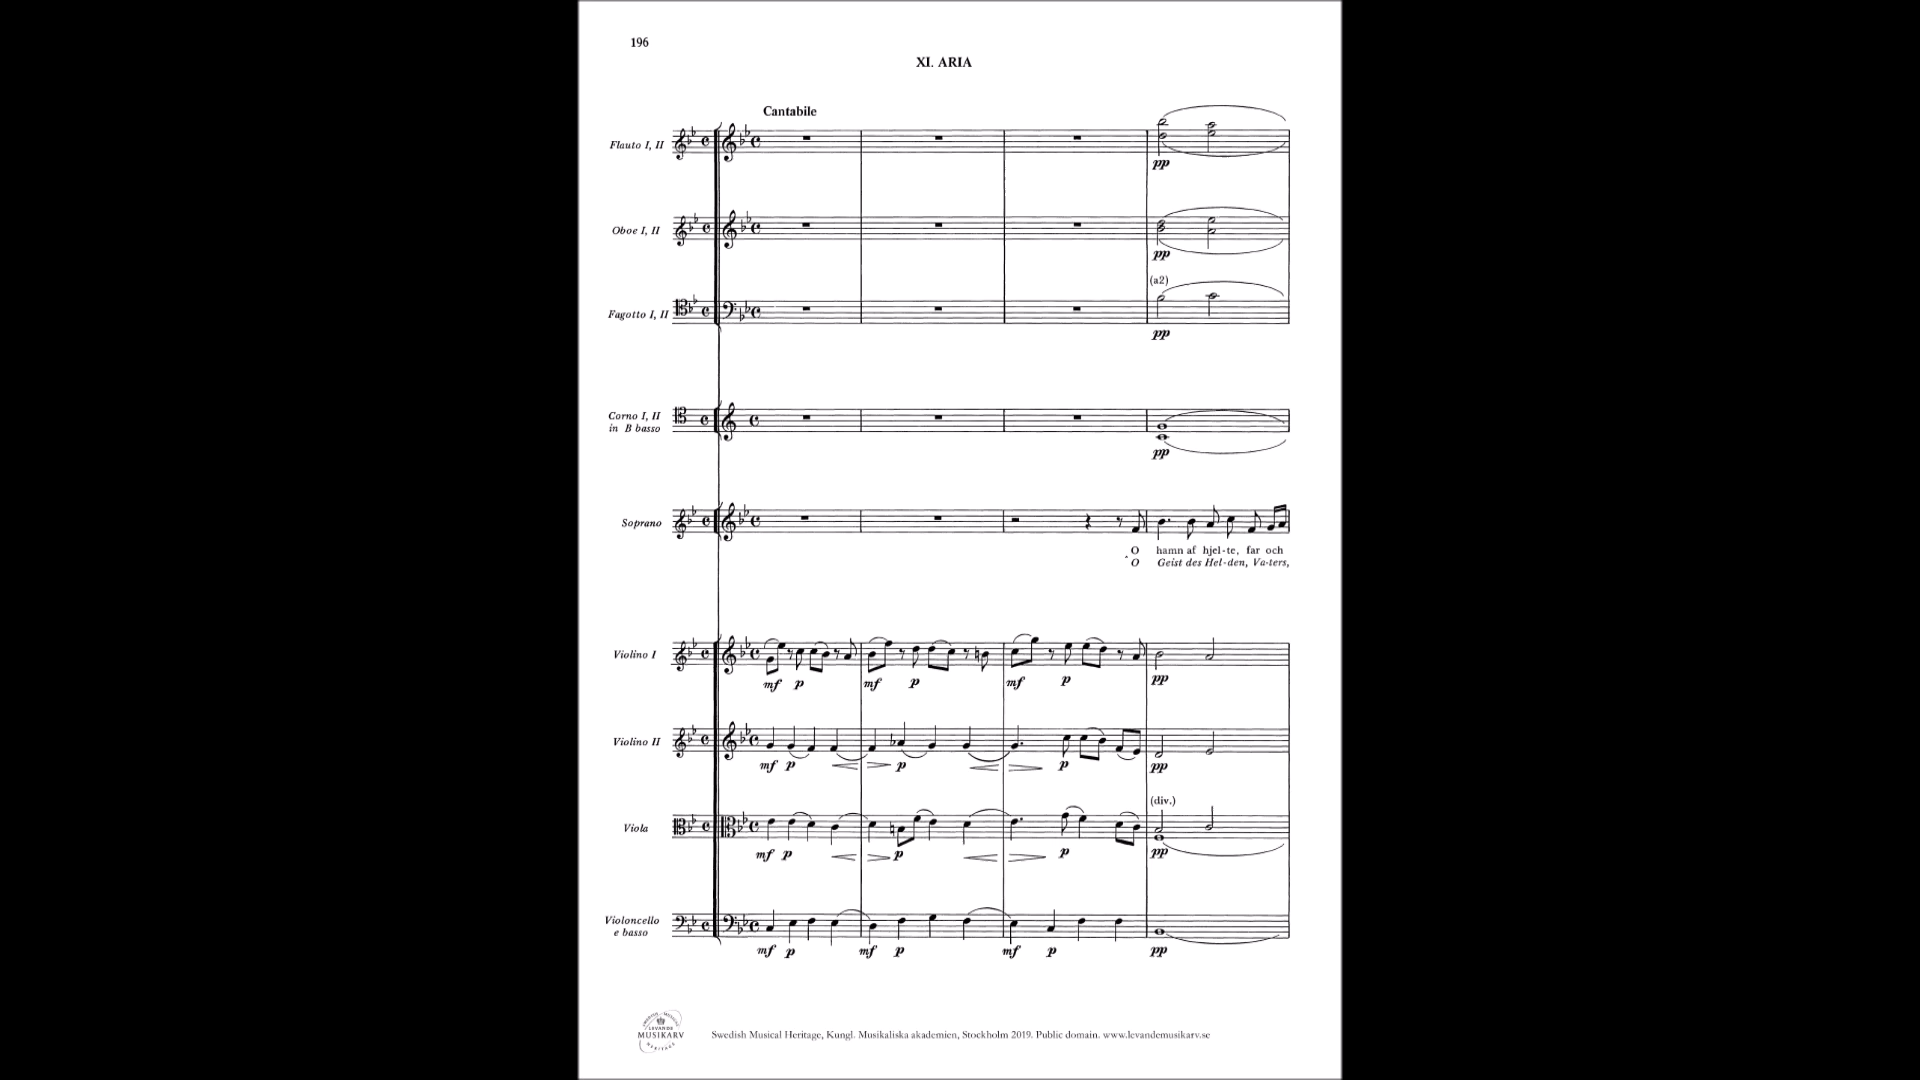 196
XI. ARIA
Cantabile
Flauto I, II
pp
Oboe I, II
pp
(a2)
Fagotto I, II
pp
Corno I, II
in B basso
pp
Soprano
O hamn af hjel-te, far och
O Geist des Hel-den, Va-ters,
Violino I
mf p mf p mf p pp
Violino II
mf p p p pp
(div.)
Viola
mf p p p pp
Violoncello
e basso
mf p mf p mf p pp
SWEDISH MUSICAL
LEVANDE
MUSIKARV
HERITAGE
Swedish Musical Heritage, Kungl. Musikaliska akademien, Stockholm 2019. Public domain. www.levandemusikarv.se